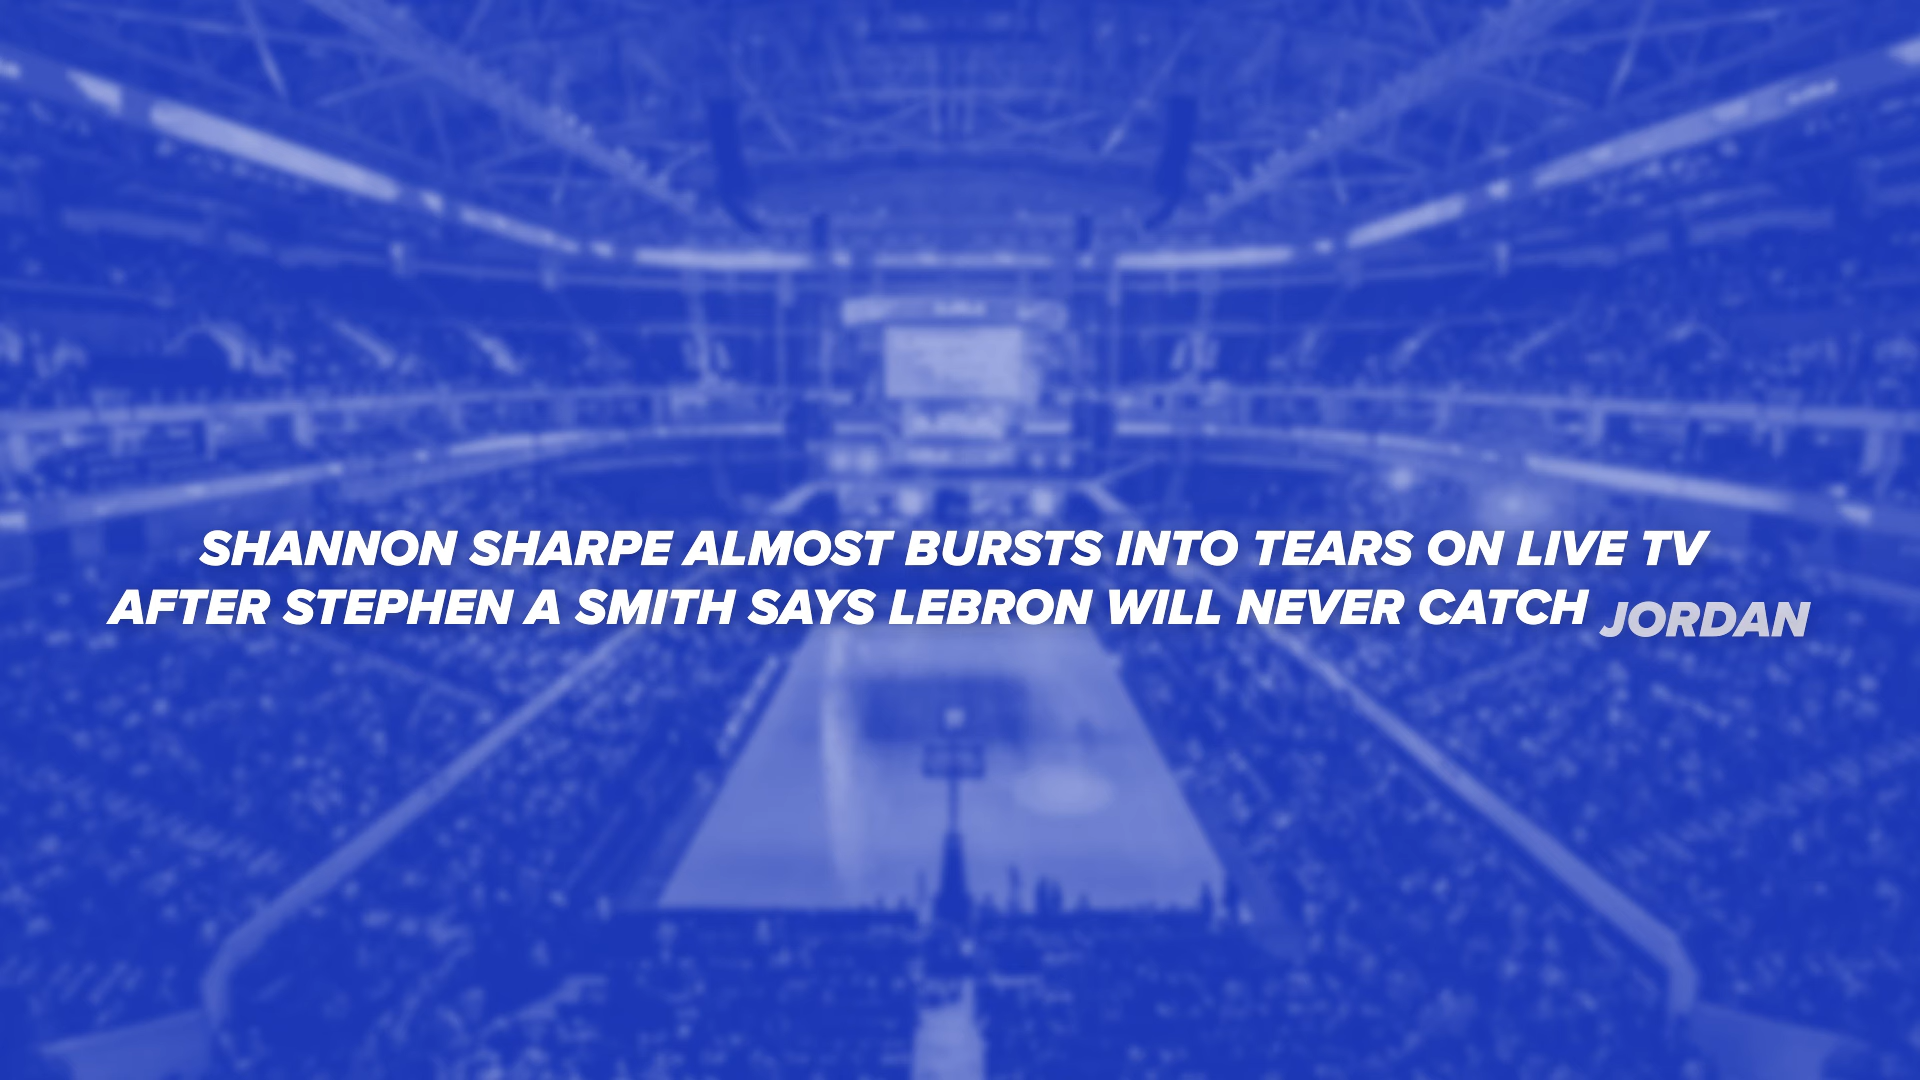 SHANNON SHARPE ALMOST BURSTS INTO TEARS ON LIVE TV
AFTER STEPHEN A SMITH SAYS LEBRON WILL NEVER CATCH JORDAN